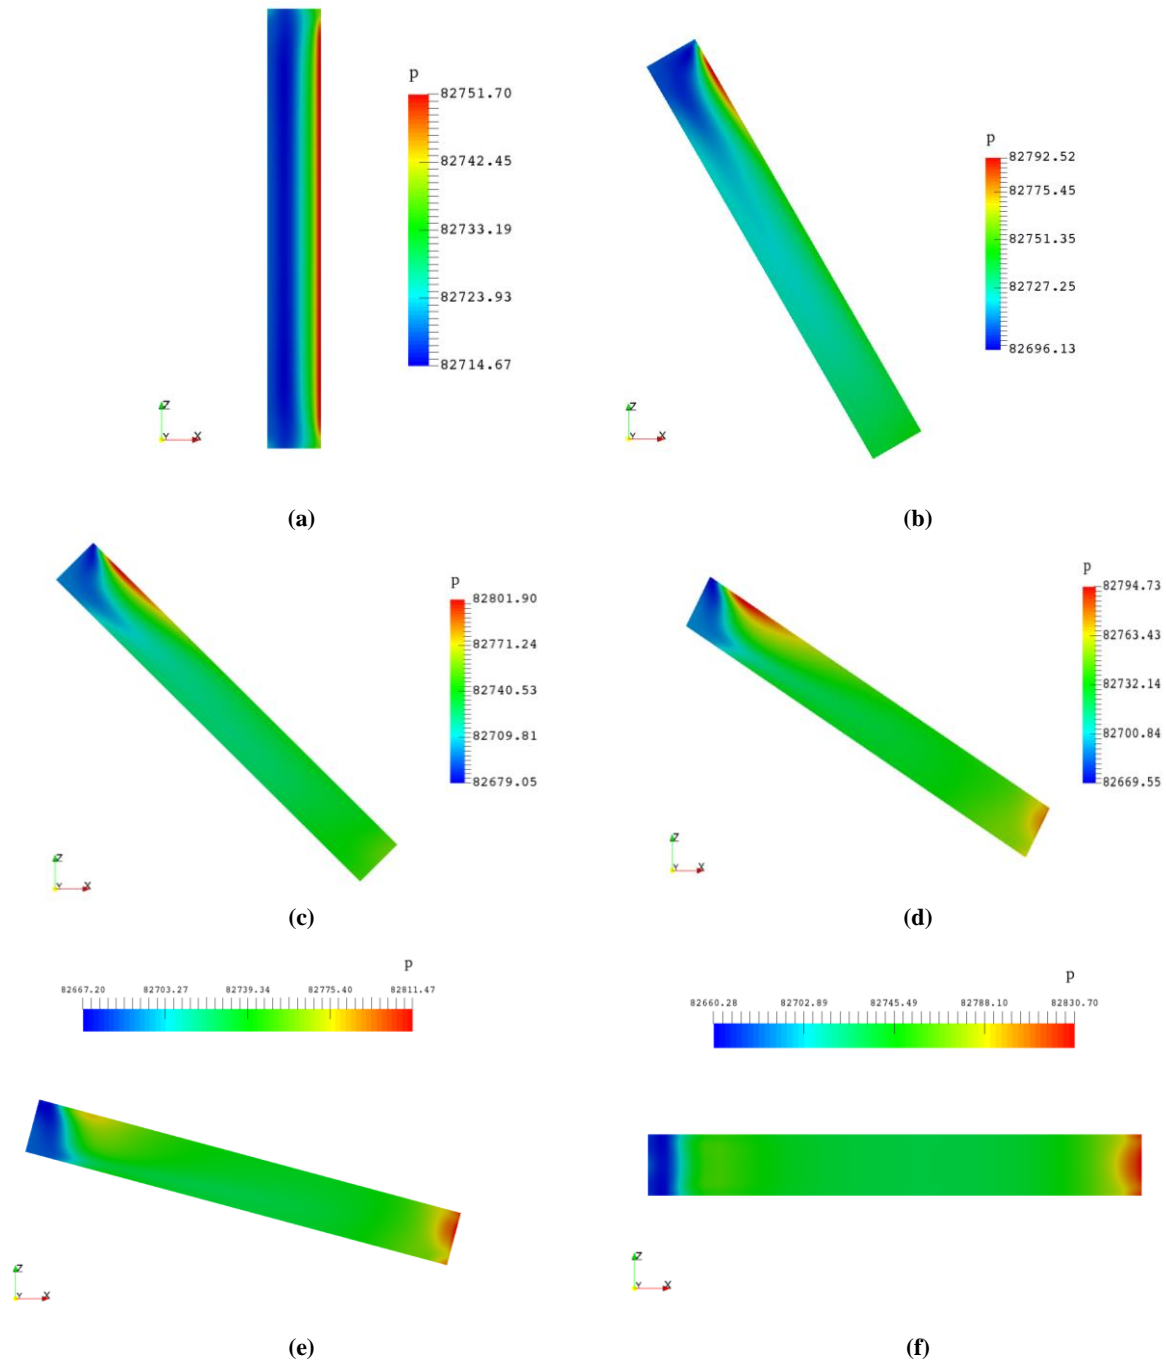 p
82751.70
82742.45
82733.19
82723.93
82714.67
Z
Y X
(a)
p
82792.52
82775.45
82751.35
82727.25
82696.13
Z
Y X
(b)
p
82801.90
82771.24
82740.53
82709.81
82679.05
Z
Y X
(c)
p
82794.73
82763.43
82732.14
82700.84
82669.55
Z
Y X
(d)
p
82667.20 82703.27 82739.34 82775.40 82811.47
Z
Y X
(e)
p
82660.28 82702.89 82745.49 82788.10 82830.70
Z
Y X
(f)